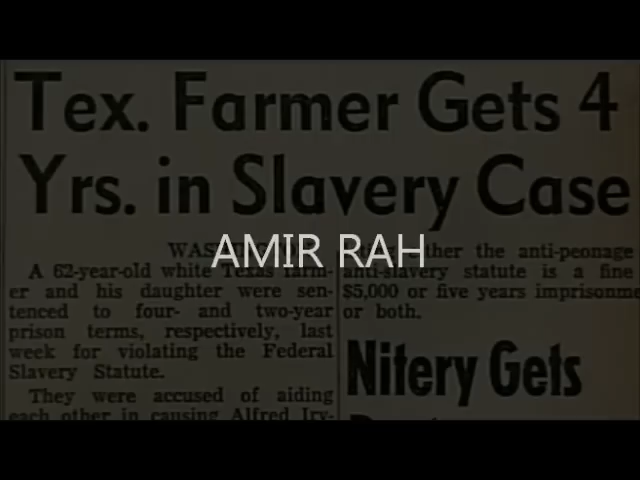 Tex. Farmer Gets 4
Yrs. in Slavery Case
AMIR RAH
A 62-year-old white Texas farm-
er and his daughter were sen-
tenced to four- and two-year
prison terms, respectively, last
week for violating the Federal
Slavery Statute.
They were accused of aiding
each other in causing Alfred Irv-
the anti-peonage
anti-slavery statute is a fine
$5,000 or five years imprisonme
or both.
Nitery Gets